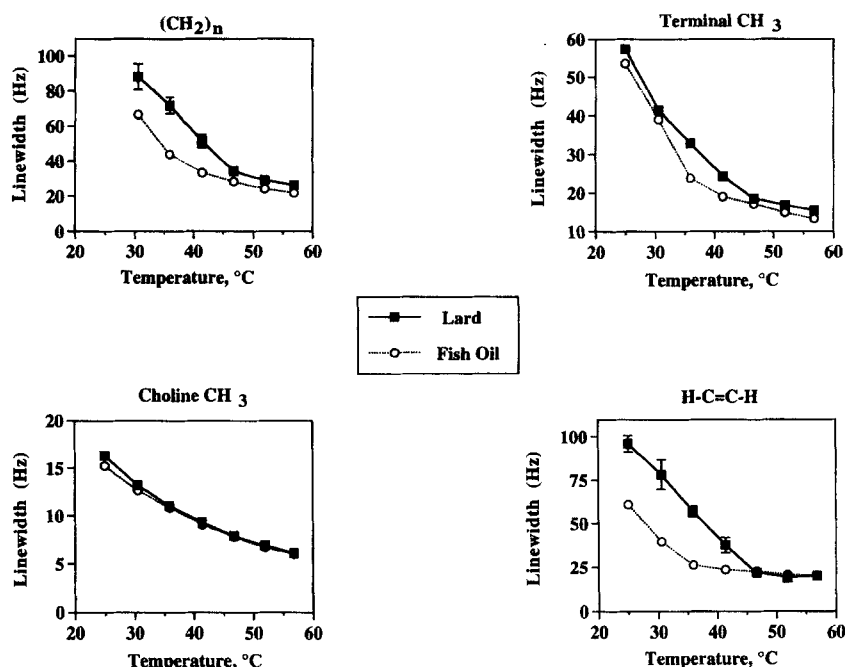 (CH2)n
Linewidth (Hz)
100
80
60
40
20
0
20 30 40 50 60
Temperature, °C
Terminal CH 3
Linewidth (Hz)
60
50
40
30
20
10
20 30 40 50 60
Temperature, °C
Lard
Fish Oil
Choline CH 3
Linewidth (Hz)
20
15
10
5
0
20 30 40 50 60
Temperature, °C
H-C=C-H
Linewidth (Hz)
100
75
50
25
0
20 30 40 50 60
Temperature, °C